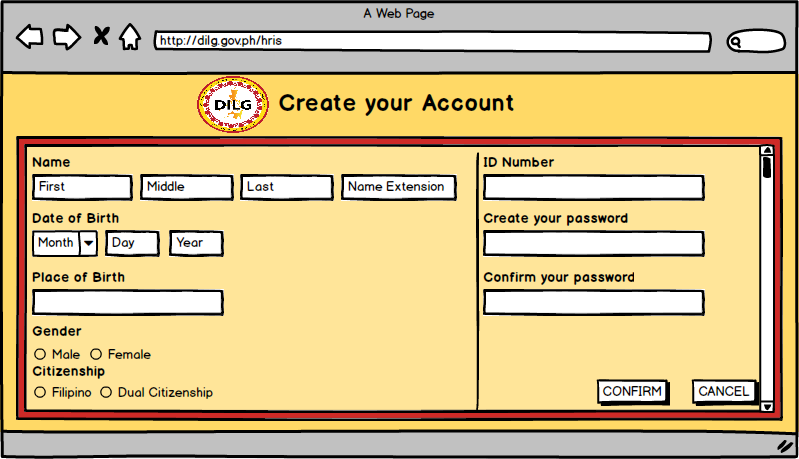 A Web Page
http://dilg.gov.ph/hris
DILG
Create your Account
Name
First Middle Last Name Extension
Date of Birth
Month Day Year
Place of Birth
Gender
Male Female
Citizenship
Filipino Dual Citizenship
ID Number
Create your password
Confirm your password
CONFIRM CANCEL